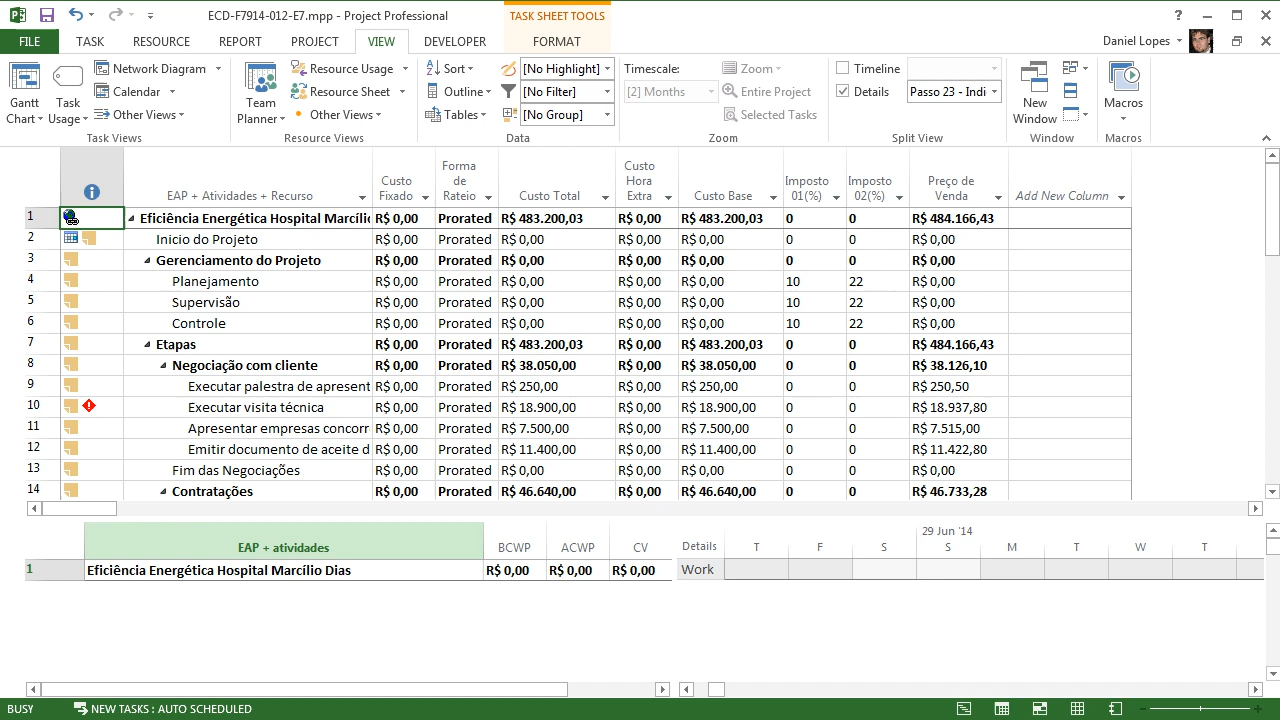 ECD-F7914-012-E7.mpp - Project Professional
TASK SHEET TOOLS
FILE TASK RESOURCE REPORT PROJECT VIEW DEVELOPER FORMAT
Daniel Lopes
Gantt Chart
Task Usage
Network Diagram
Calendar
Other Views
Task Views
Team Planner
Resource Usage
Resource Sheet
Other Views
Resource Views
Sort
Outline
Tables
[No Highlight]
[No Filter]
[No Group]
Data
Timescale:
[2] Months
Zoom
Entire Project
Selected Tasks
Zoom
Timeline
Details
Passo 23 - Indi
Split View
New Window
Window
Macros
Macros
EAP + Atividades + Recurso Custo Fixado Forma de Rateio Custo Total Custo Hora Extra Custo Base Imposto 01(%) Imposto 02(%) Preço de Venda Add New Column
1 Eficiência Energética Hospital Marcílio R$ 0,00 Prorated R$ 483.200,03 R$ 0,00 R$ 483.200,03 0 0 R$ 484.166,43
2 Inicio do Projeto R$ 0,00 Prorated R$ 0,00 R$ 0,00 R$ 0,00 0 0 R$ 0,00
3 Gerenciamento do Projeto R$ 0,00 Prorated R$ 0,00 R$ 0,00 R$ 0,00 0 0 R$ 0,00
4 Planejamento R$ 0,00 Prorated R$ 0,00 R$ 0,00 R$ 0,00 10 22 R$ 0,00
5 Supervisão R$ 0,00 Prorated R$ 0,00 R$ 0,00 R$ 0,00 10 22 R$ 0,00
6 Controle R$ 0,00 Prorated R$ 0,00 R$ 0,00 R$ 0,00 10 22 R$ 0,00
7 Etapas R$ 0,00 Prorated R$ 483.200,03 R$ 0,00 R$ 483.200,03 0 0 R$ 484.166,43
8 Negociação com cliente R$ 0,00 Prorated R$ 38.050,00 R$ 0,00 R$ 38.050,00 0 0 R$ 38.126,10
9 Executar palestra de apresent R$ 0,00 Prorated R$ 250,00 R$ 0,00 R$ 250,00 0 0 R$ 250,50
10 Executar visita técnica R$ 0,00 Prorated R$ 18.900,00 R$ 0,00 R$ 18.900,00 0 0 R$ 18.937,80
11 Apresentar empresas concorr R$ 0,00 Prorated R$ 7.500,00 R$ 0,00 R$ 7.500,00 0 0 R$ 7.515,00
12 Emitir documento de aceite d R$ 0,00 Prorated R$ 11.400,00 R$ 0,00 R$ 11.400,00 0 0 R$ 11.422,80
13 Fim das Negociações R$ 0,00 Prorated R$ 0,00 R$ 0,00 R$ 0,00 0 0 R$ 0,00
14 Contratações R$ 0,00 Prorated R$ 46.640,00 R$ 0,00 R$ 46.640,00 0 0 R$ 46.733,28
29 Jun '14
EAP + atividades BCWP ACWP CV Details T F S S M T W T
1 Eficiência Energética Hospital Marcílio Dias R$ 0,00 R$ 0,00 R$ 0,00 Work
BUSY NEW TASKS : AUTO SCHEDULED